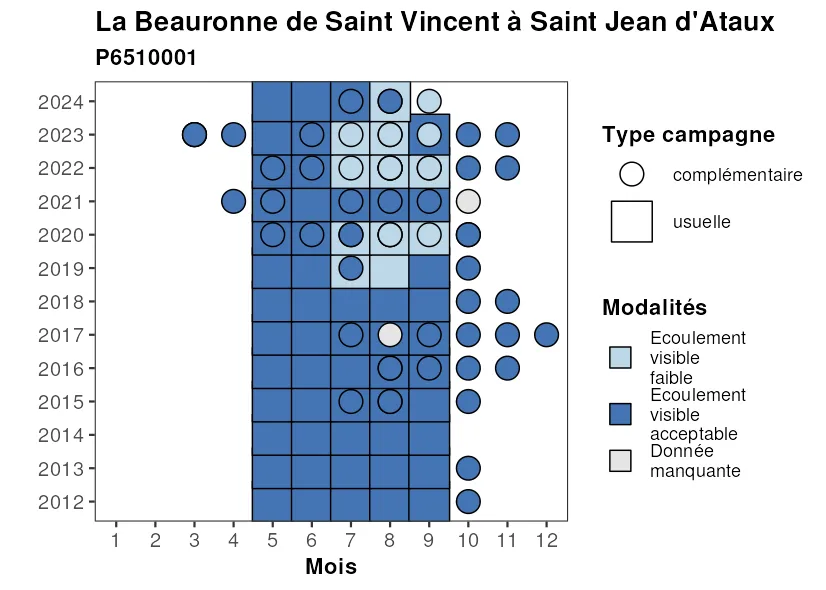 La Beauronne de Saint Vincent à Saint Jean d'Ataux
P6510001
2024
2023
2022
2021
2020
2019
2018
2017
2016
2015
2014
2013
2012
1 2 3 4 5 6 7 8 9 10 11 12
Mois
Type campagne
complémentaire
usuelle
Modalités
Ecoulement
visible
faible
Ecoulement
visible
acceptable
Donnée
manquante